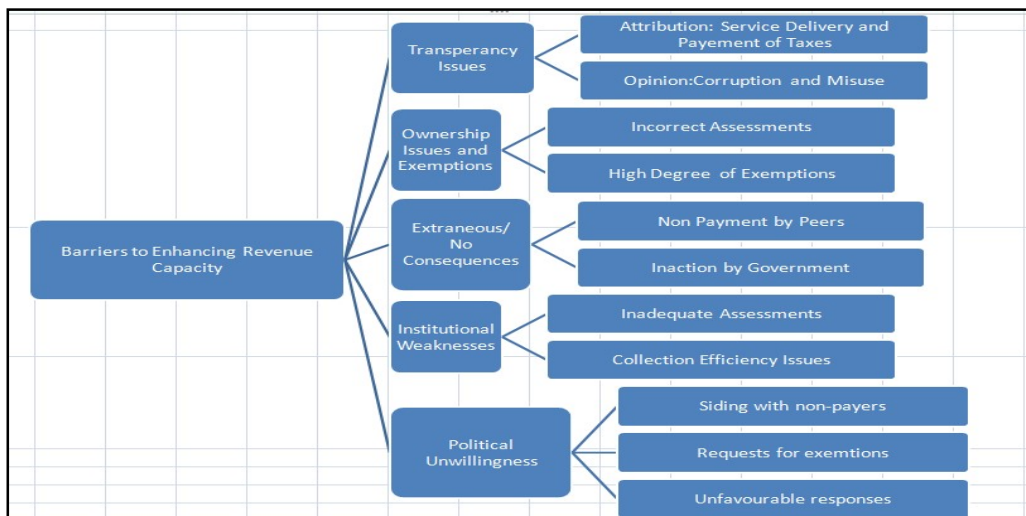 Barriers to Enhancing Revenue
Capacity
Transperancy
Issues
Attribution: Service Delivery and
Payement of Taxes
Opinion:Corruption and Misuse
Ownership
Issues and
Exemptions
Incorrect Assessments
High Degree of Exemptions
Extraneous/
No
Consequences
Non Payment by Peers
Inaction by Government
Institutional
Weaknesses
Inadequate Assessments
Collection Efficiency Issues
Political
Unwillingness
Siding with non-payers
Requests for exemtions
Unfavourable responses